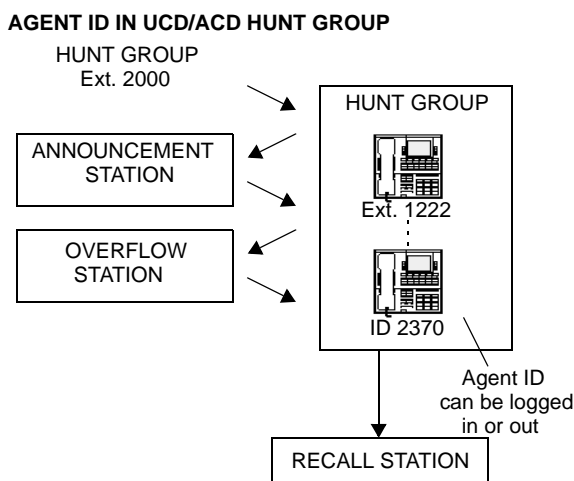 AGENT ID IN UCD/ACD HUNT GROUP
HUNT GROUP
Ext. 2000
HUNT GROUP
ANNOUNCEMENT
STATION
Ext. 1222
OVERFLOW
STATION
ID 2370
Agent ID
can be logged
in or out
RECALL STATION